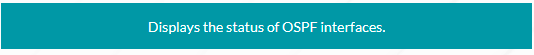 Displays the status of OSPF interfaces.